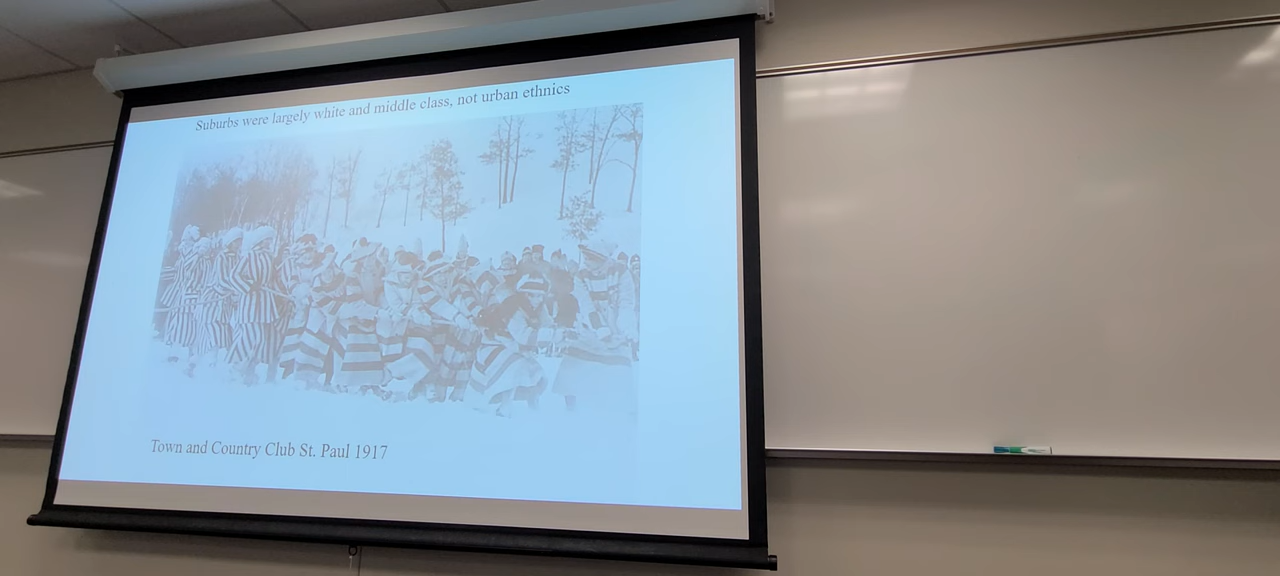 Suburbs were largely white and middle class, not urban ethnics
Town and Country Club St. Paul 1917